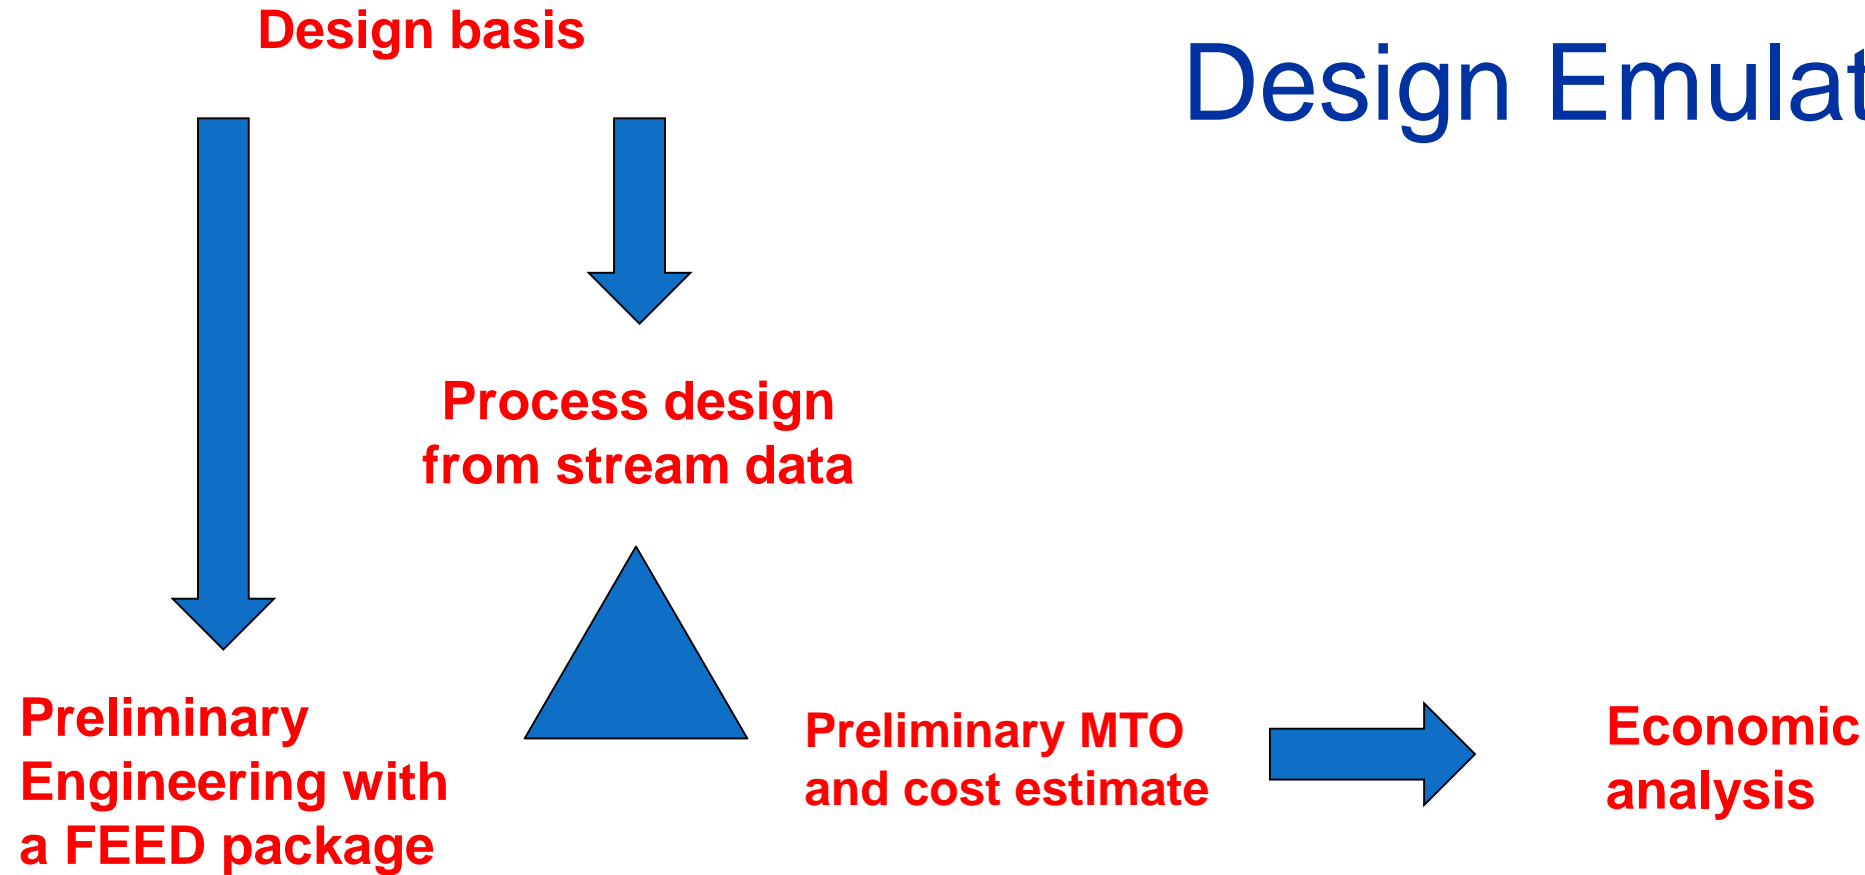 Design basis
Design Emulat
Process design
from stream data
Preliminary
Engineering with
a FEED package
Preliminary MTO
and cost estimate
Economic
analysis